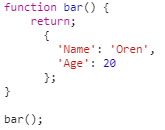 function bar() {
    return;
      {
        'Name': 'Oren',
        'Age': 20
      };
}

bar();